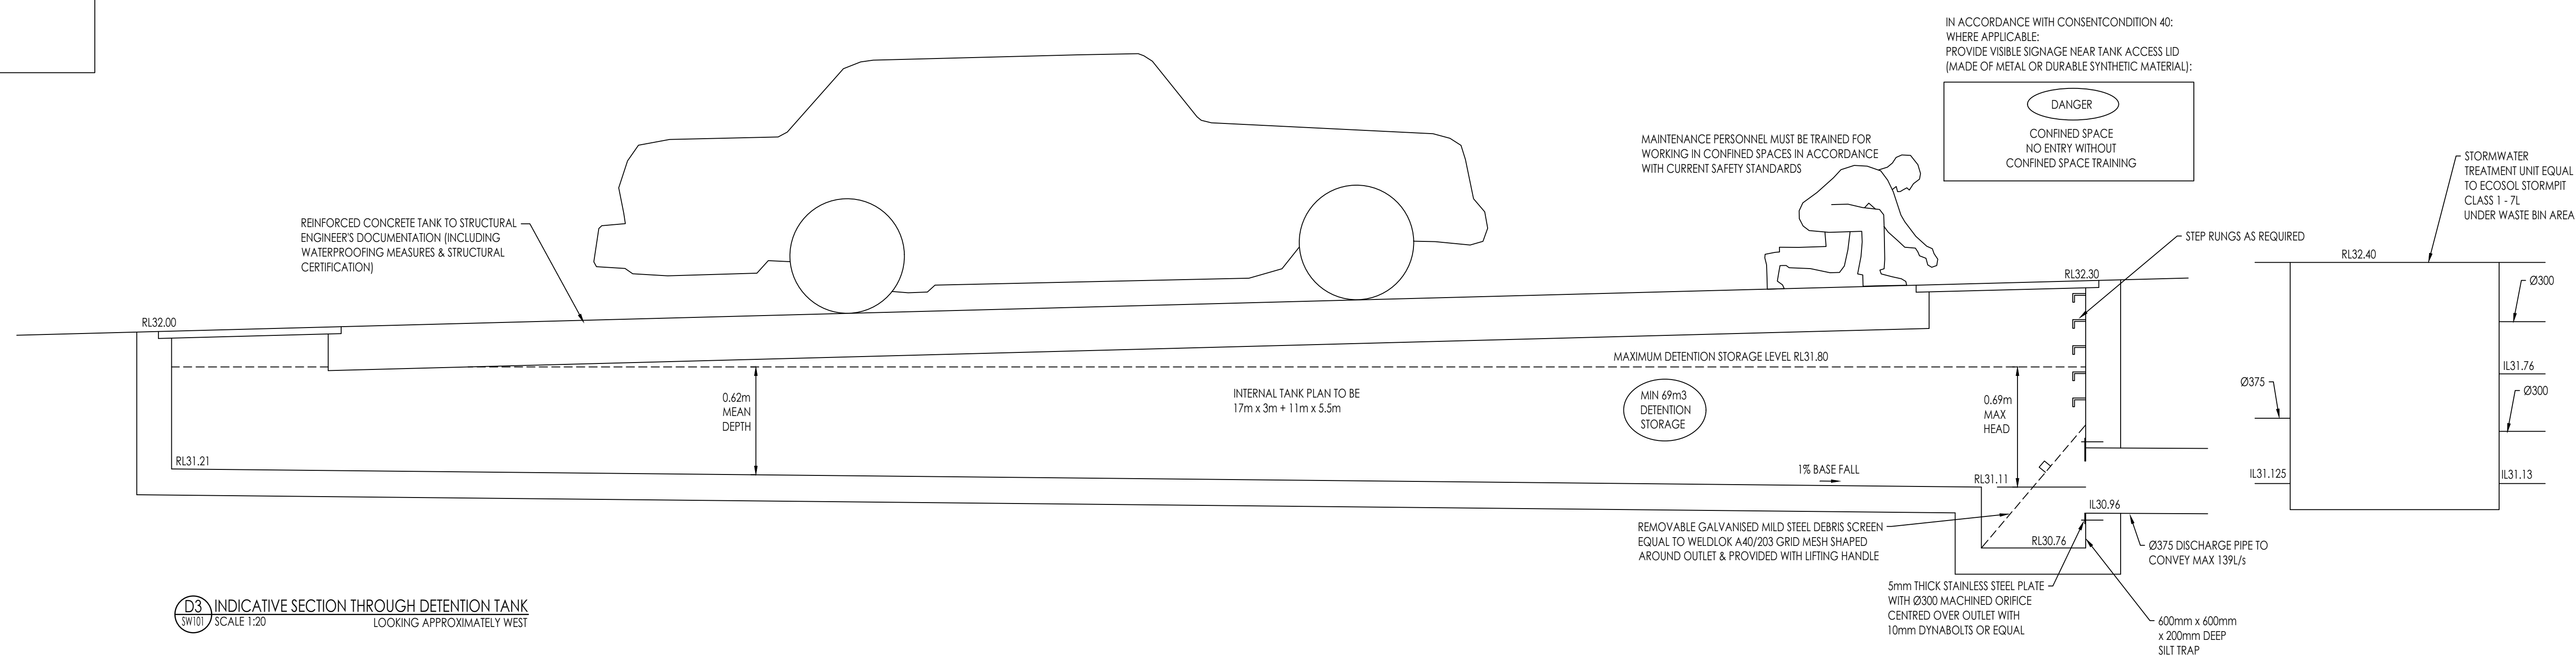 IN ACCORDANCE WITH CONSENTCONDITION 40:
WHERE APPLICABLE:
PROVIDE VISIBLE SIGNAGE NEAR TANK ACCESS LID
(MADE OF METAL OR DURABLE SYNTHETIC MATERIAL):
DANGER
CONFINED SPACE
NO ENTRY WITHOUT
CONFINED SPACE TRAINING
MAINTENANCE PERSONNEL MUST BE TRAINED FOR
WORKING IN CONFINED SPACES IN ACCORDANCE
WITH CURRENT SAFETY STANDARDS
STORMWATER
TREATMENT UNIT EQUAL
TO ECOSOL STORMPIT
CLASS 1 - 7L
UNDER WASTE BIN AREA
REINFORCED CONCRETE TANK TO STRUCTURAL
ENGINEER'S DOCUMENTATION (INCLUDING
WATERPROOFING MEASURES & STRUCTURAL
CERTIFICATION)
STEP RUNGS AS REQUIRED
RL32.40
RL32.30
Ø300
RL32.00
MAXIMUM DETENTION STORAGE LEVEL RL31.80
IL31.76
Ø375
Ø300
0.62m
MEAN
DEPTH
INTERNAL TANK PLAN TO BE
17m x 3m + 11m x 5.5m
MIN 69m3
DETENTION
STORAGE
0.69m
MAX
HEAD
RL31.21
1% BASE FALL
RL31.11
IL31.125
IL31.13
IL30.96
REMOVABLE GALVANISED MILD STEEL DEBRIS SCREEN
EQUAL TO WELDLOK A40/203 GRID MESH SHAPED
AROUND OUTLET & PROVIDED WITH LIFTING HANDLE
RL30.76
Ø375 DISCHARGE PIPE TO
CONVEY MAX 139L/s
5mm THICK STAINLESS STEEL PLATE
WITH Ø300 MACHINED ORIFICE
CENTRED OVER OUTLET WITH
10mm DYNABOLTS OR EQUAL
600mm x 600mm
x 200mm DEEP
SILT TRAP
D3
SW101
INDICATIVE SECTION THROUGH DETENTION TANK
SCALE 1:20
LOOKING APPROXIMATELY WEST